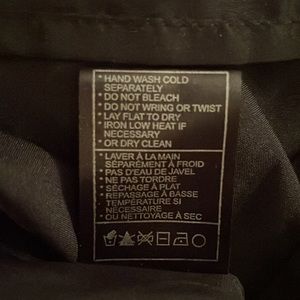 * HAND WASH COLD
SEPARATELY
* DO NOT BLEACH
* DO NOT WRING OR TWIST
* LAY FLAT TO DRY
* IRON LOW HEAT IF
NECESSARY
* OR DRY CLEAN
* LAVER À LA MAIN
SÉPARÉMENT À FROID
* PAS D'EAU DE JAVEL
* NE PAS TORDRE
* SÉCHAGE À PLAT
* REPASSAGE À BASSE
TEMPÉRATURE SI
NÉCESSAIRE
* OU NETTOYAGE À SEC